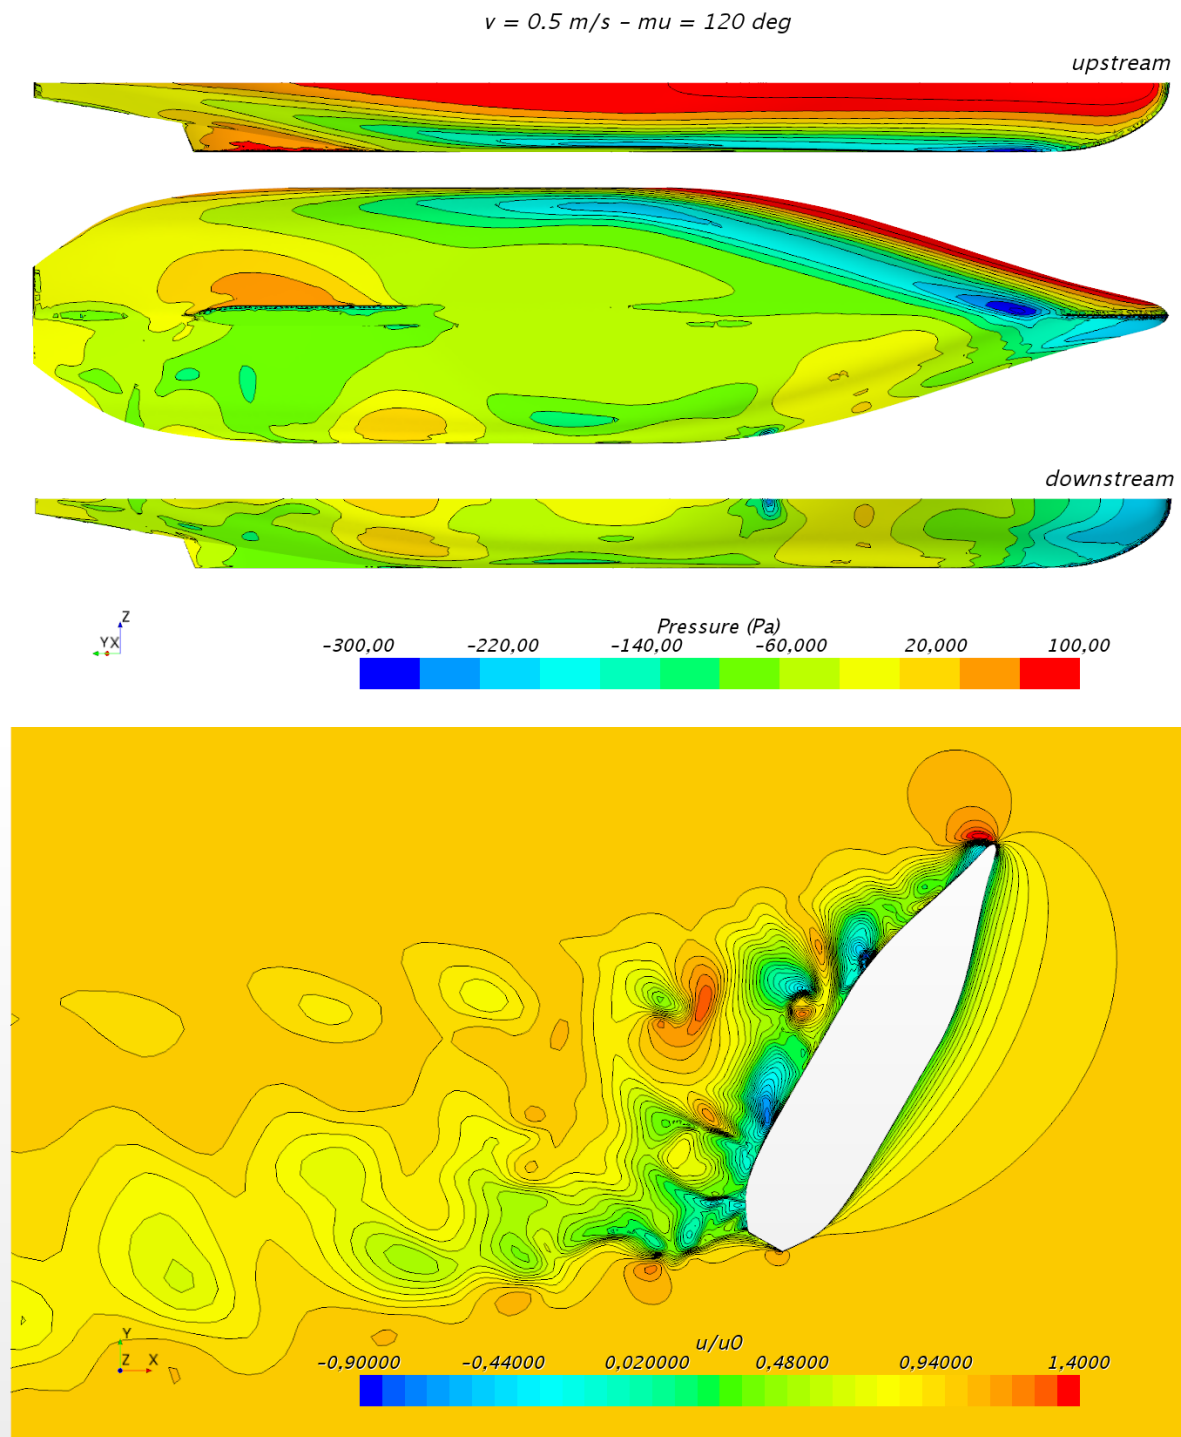 v = 0.5 m/s – mu = 120 deg
upstream
downstream
Z
YX
Pressure (Pa)
-300,00 -220,00 -140,00 -60,000 20,000 100,00
u/u0
-0,90000 -0,44000 0,020000 0,48000 0,94000 1,4000
Y
Z X